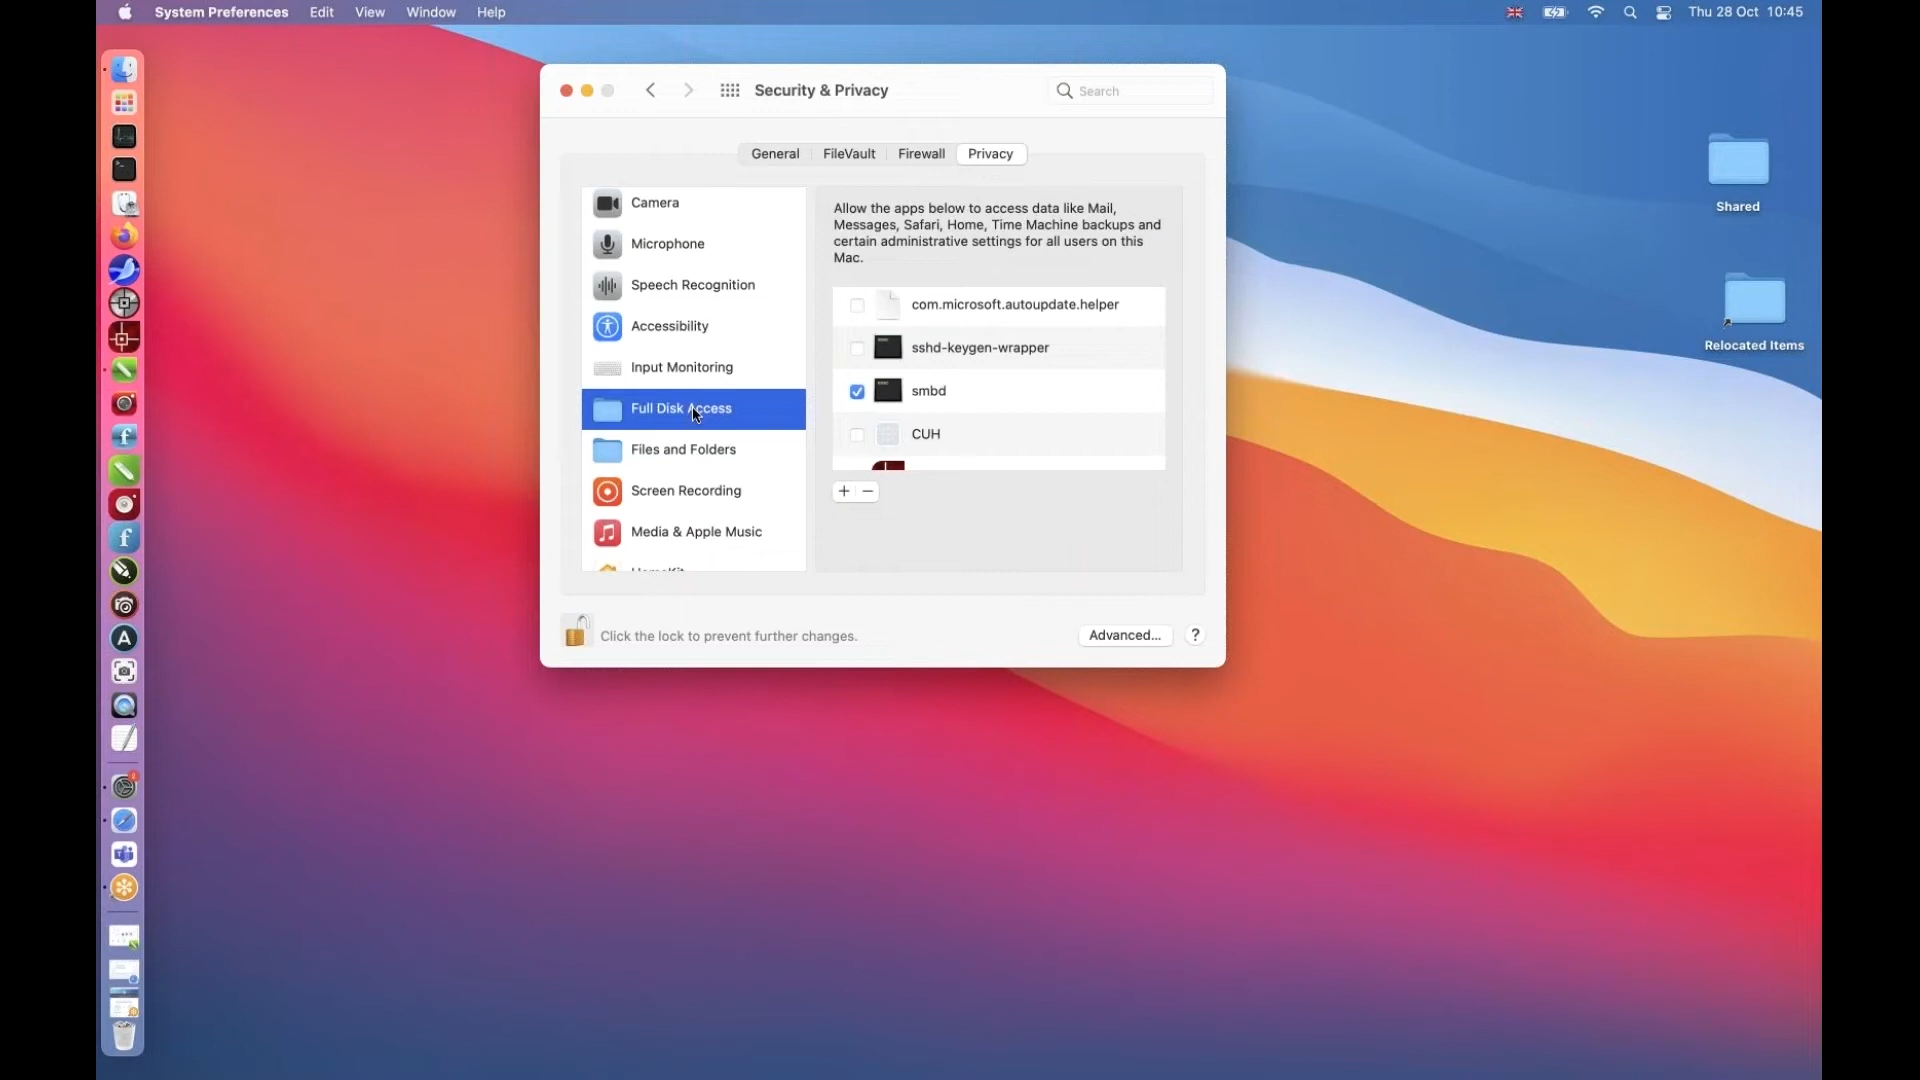 System Preferences Edit View Window Help
Thu 28 Oct 10:45
Security & Privacy
Search
General FileVault Firewall Privacy
Camera
Microphone
Speech Recognition
Accessibility
Input Monitoring
Full Disk Access
Files and Folders
Screen Recording
Media & Apple Music
Allow the apps below to access data like Mail,
Messages, Safari, Home, Time Machine backups and
certain administrative settings for all users on this
Mac.
com.microsoft.autoupdate.helper
sshd-keygen-wrapper
smbd
CUH
Click the lock to prevent further changes.
Advanced...
?
Shared
Relocated Items